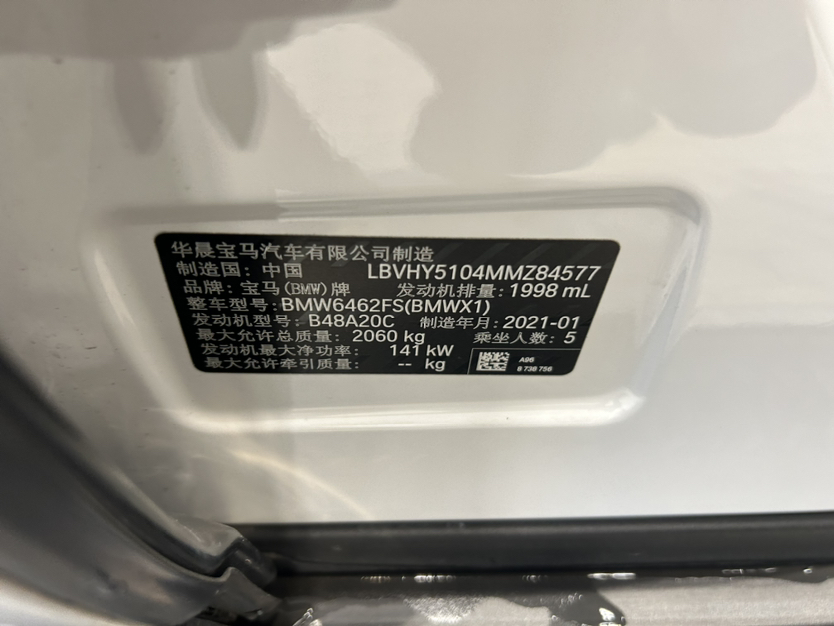 华晨宝马汽车有限公司制造
制造国: 中国 LBVHY5104MMZ84577
品牌: 宝马(BMW)牌 发动机排量: 1998 mL
整车型号: BMW6462FS(BMWX1)
发动机型号: B48A20C 制造年月: 2021-01
最大允许总质量: 2060 kg 乘坐人数: 5
发动机最大净功率: 141 kW
最大允许牵引质量: -- kg
A96
8 738 756